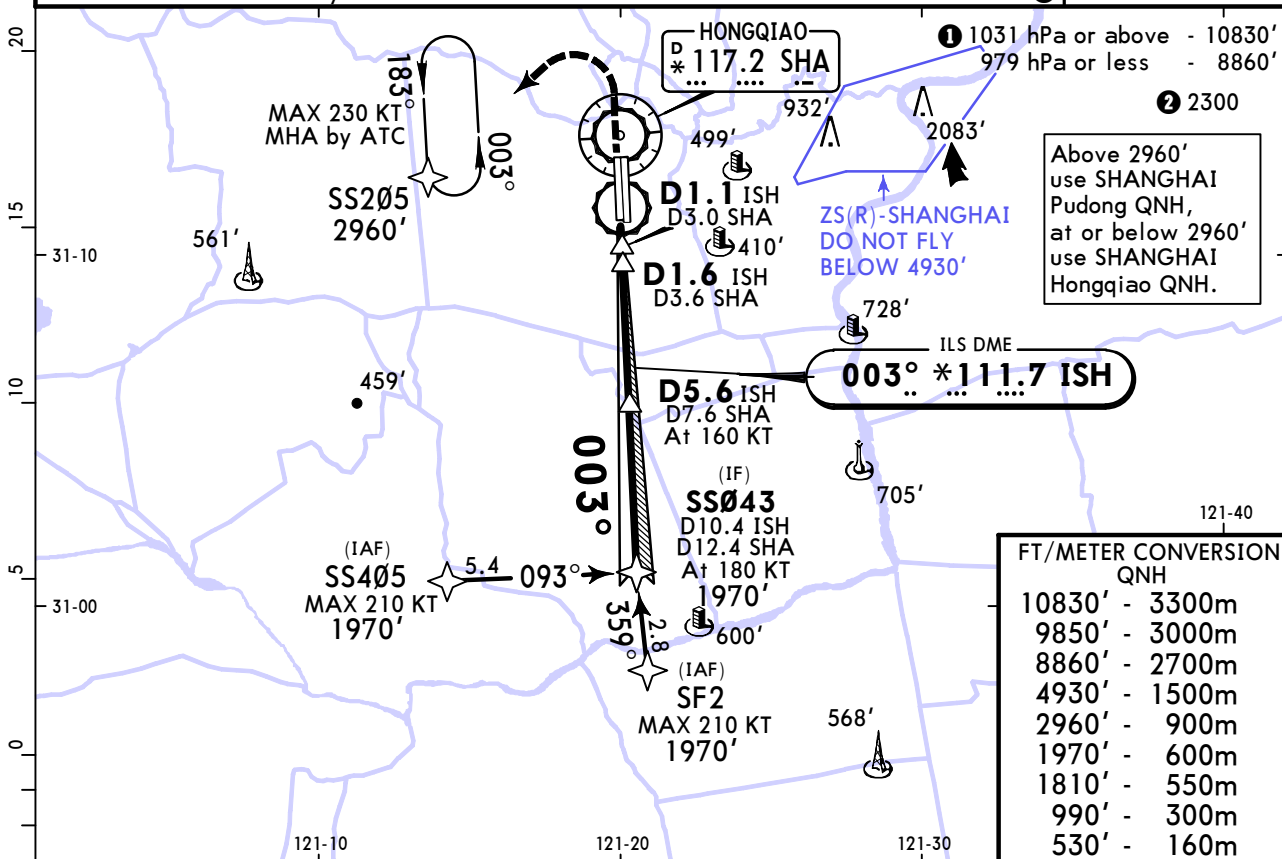 HONGQIAO
D
* 117.2 SHA
❶ 1031 hPa or above - 10830'
979 hPa or less - 8860'
❷ 2300
Above 2960'
use SHANGHAI
Pudong QNH,
at or below 2960'
use SHANGHAI
Hongqiao QNH.
20
15
10
5
0
183°
003°
MAX 230 KT
MHA by ATC
SS2Ø5
2960'
932'
2083'
499'
D1.1 ISH
D3.0 SHA
410'
ZS(R)-SHANGHAI
DO NOT FLY
BELOW 4930'
561'
31-10
D1.6 ISH
D3.6 SHA
728'
ILS DME
003° *111.7 ISH
459'
D5.6 ISH
D7.6 SHA
At 160 KT
003°
(IF)
SSØ43
D10.4 ISH
D12.4 SHA
At 180 KT
1970'
705'
121-40
(IAF)
SS4Ø5
MAX 210 KT
1970'
5.4
093°
31-00
359°
2.8
600'
(IAF)
SF2
MAX 210 KT
1970'
568'
FT/METER CONVERSION
QNH
10830' - 3300m
9850' - 3000m
8860' - 2700m
4930' - 1500m
2960' - 900m
1970' - 600m
1810' - 550m
990' - 300m
530' - 160m
121-10
121-20
121-30